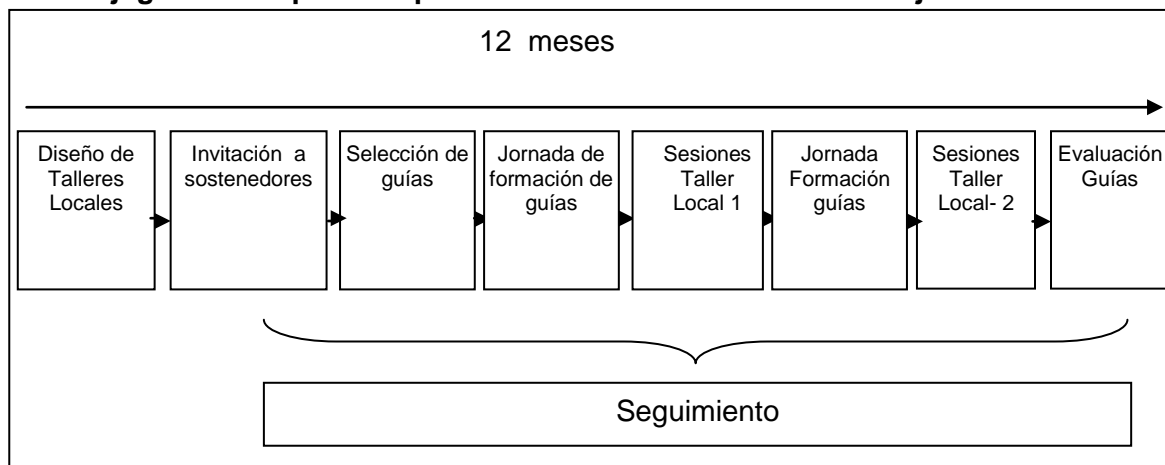 12 meses
Diseño de
Talleres
Locales
Invitación a
sostenedores
Selección de
guías
Jornada de
formación de
guías
Sesiones
Taller
Local 1
Jornada
Formación
guías
Sesiones
Taller
Local- 2
Evaluación
Guías
Seguimiento